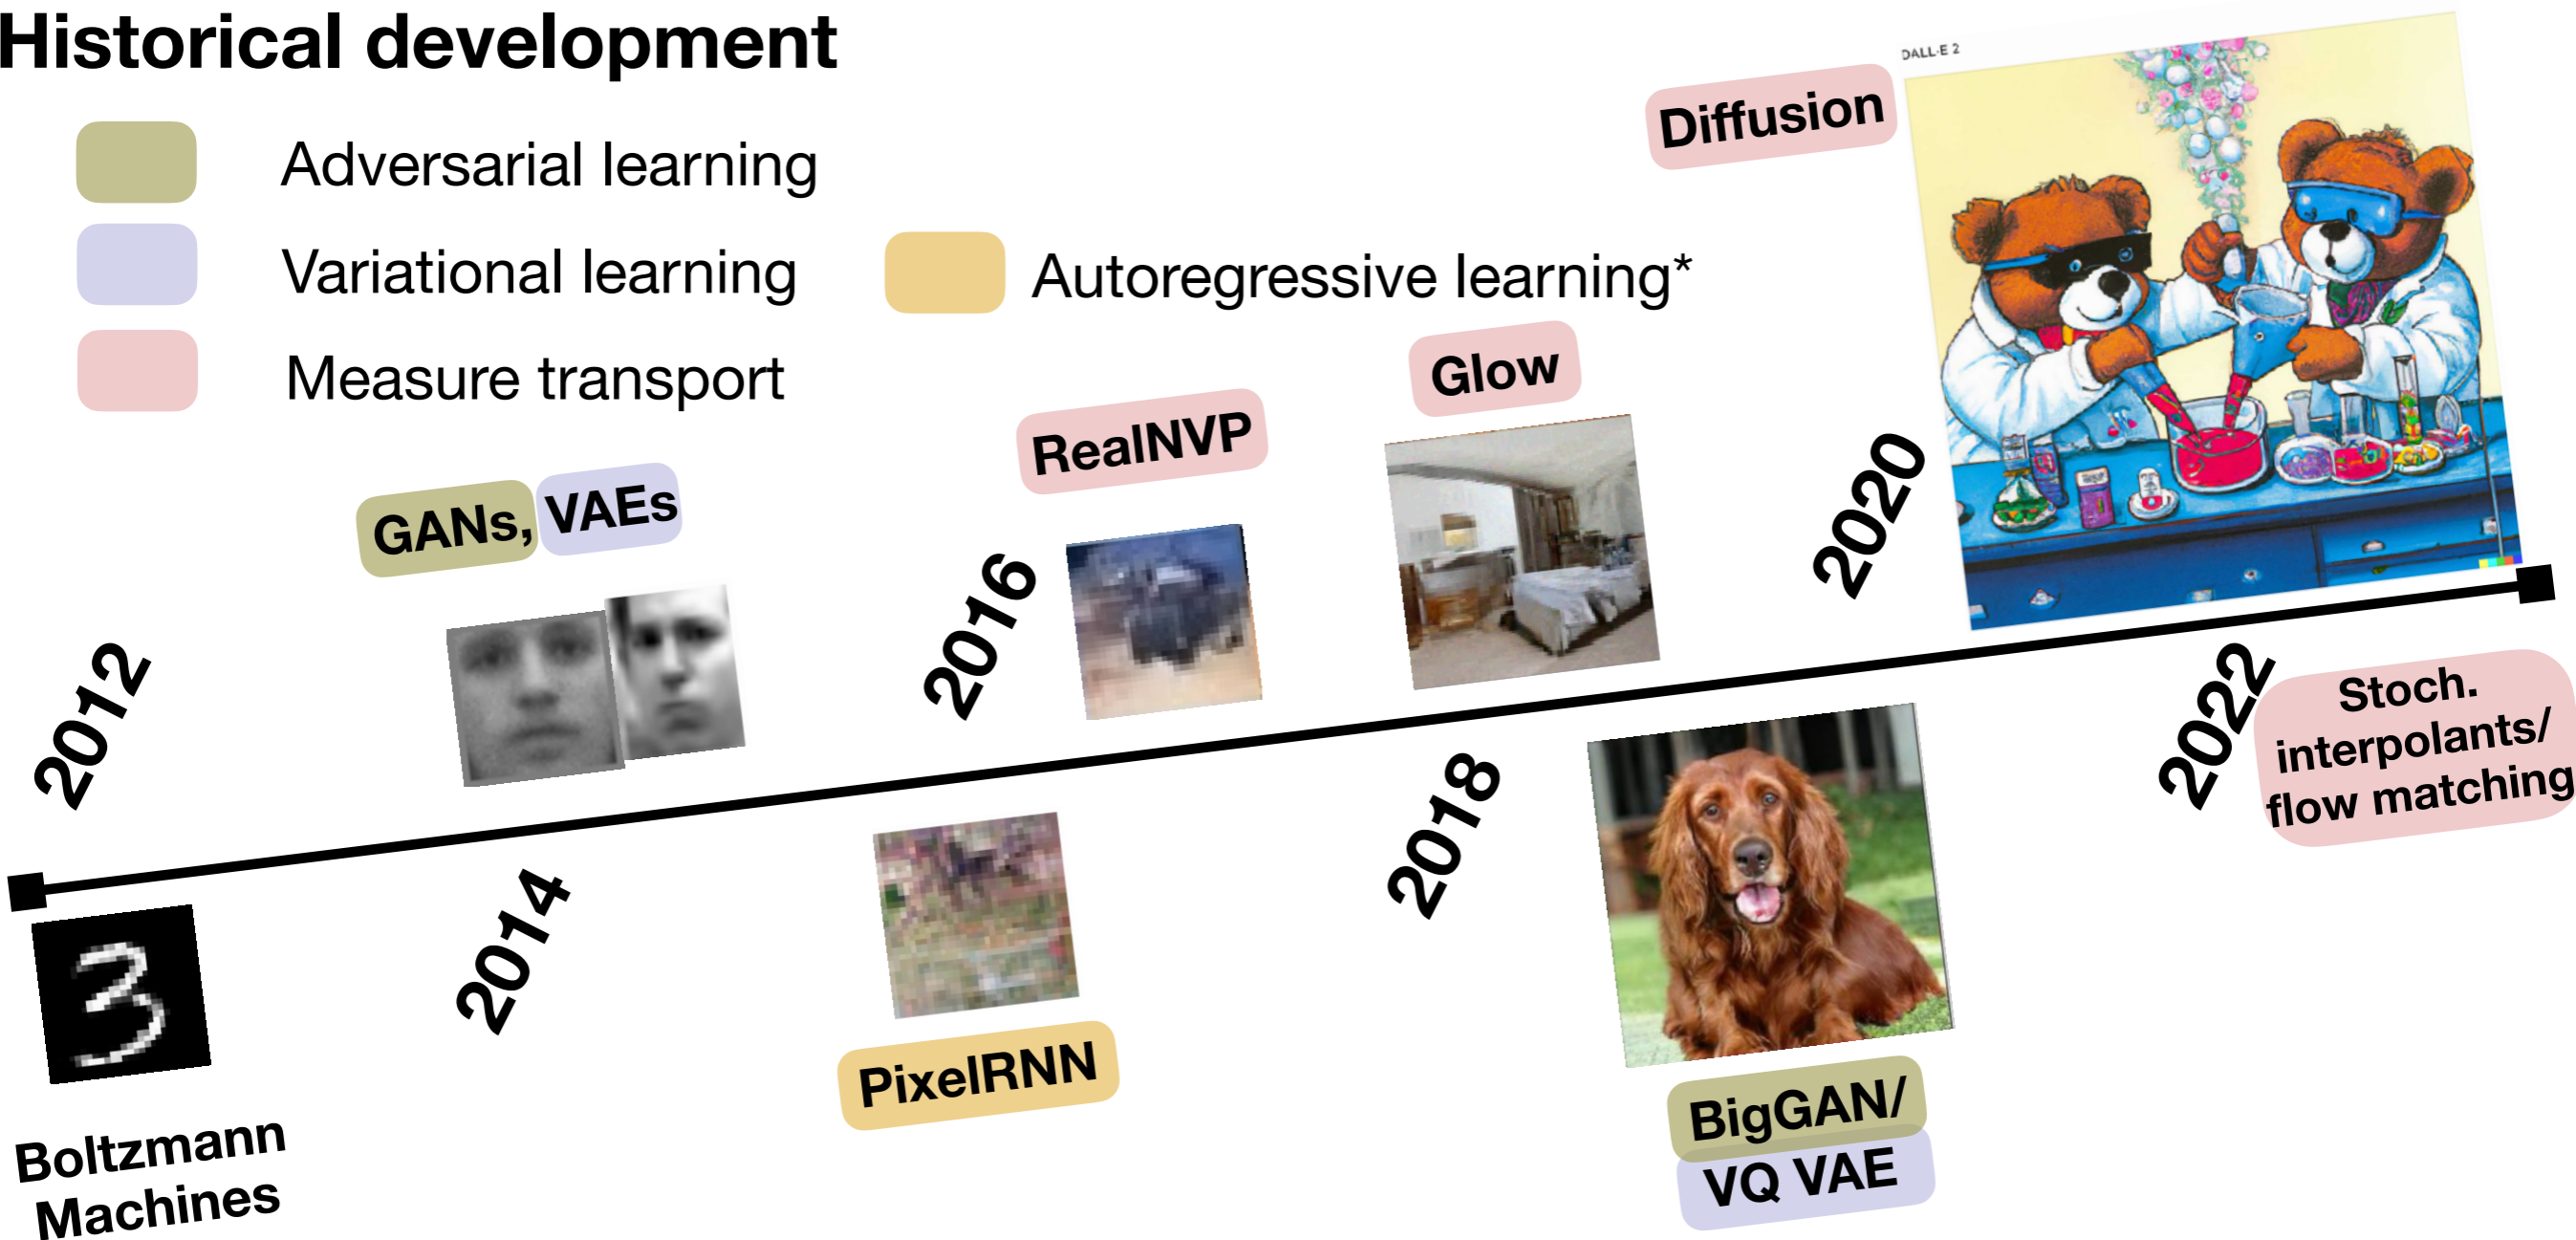 Historical development
DALL·E 2
Diffusion
Adversarial learning
Variational learning
Autoregressive learning*
Measure transport
Glow
RealNVP
GANs, VAEs
2012
2016
2020
2014
2018
2022
Stoch.
interpolants/
flow matching
PixelRNN
BigGAN/
VQ VAE
Boltzmann
Machines
3